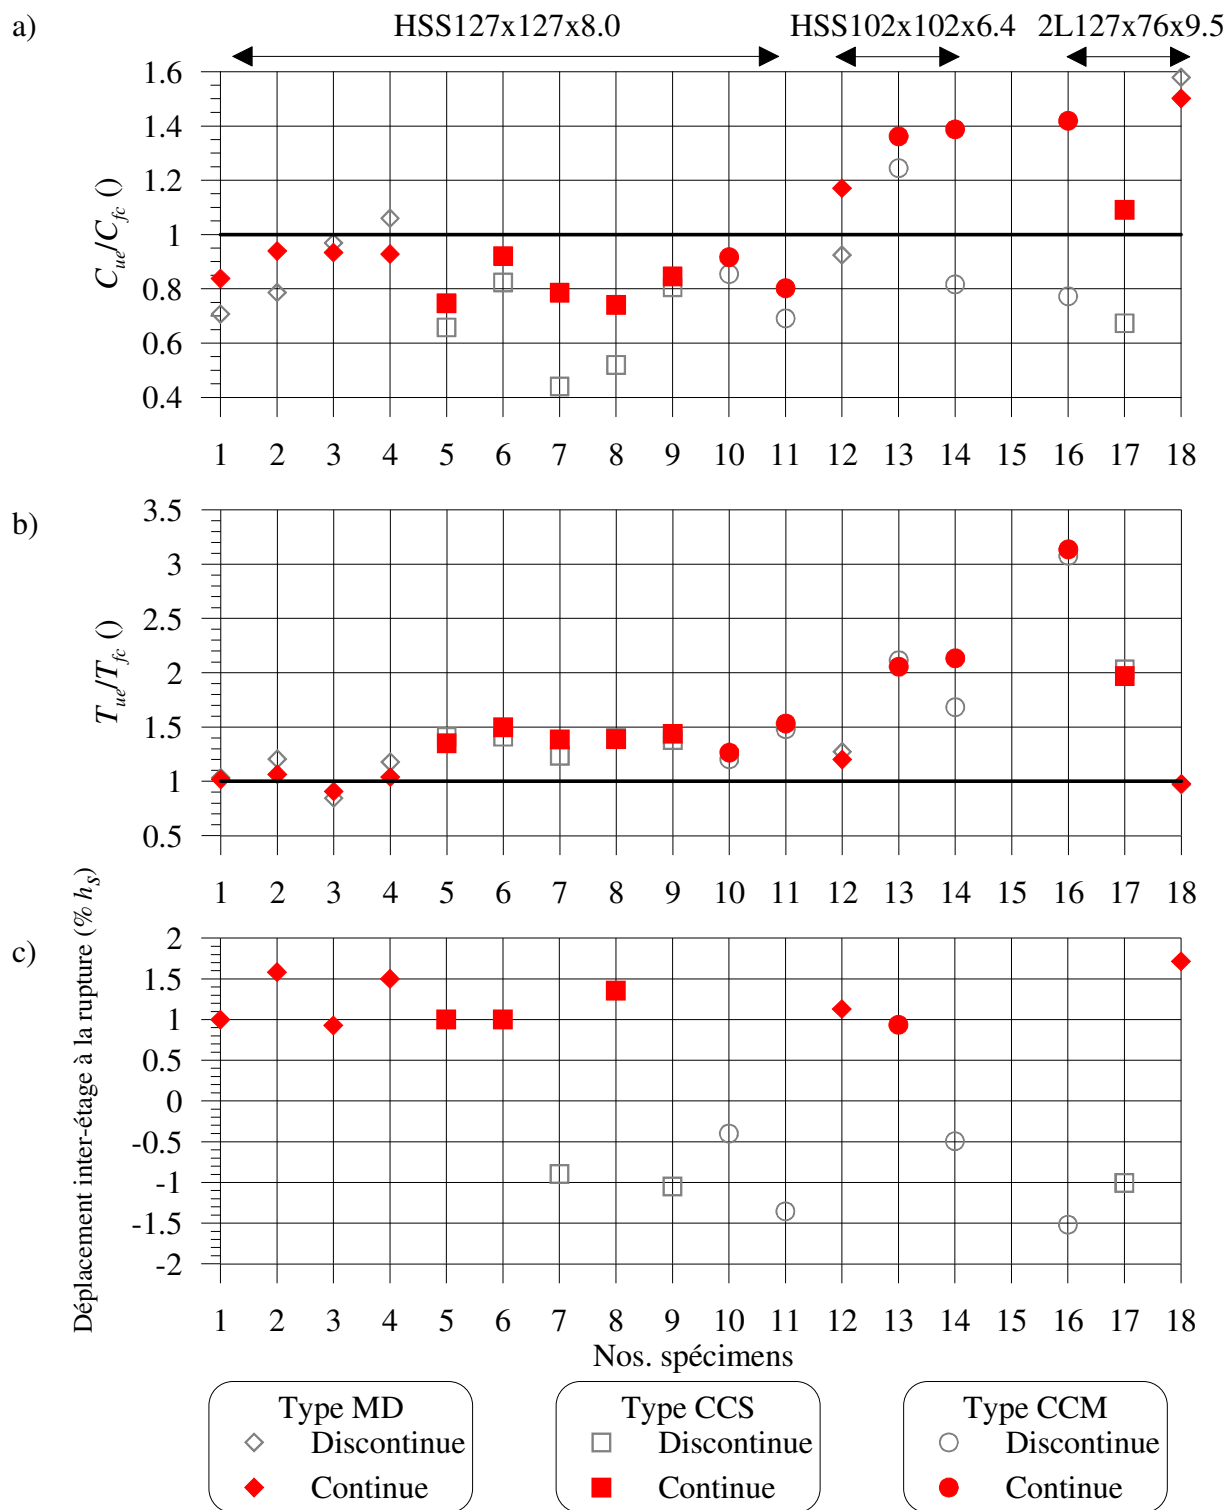 a)
HSS127x127x8.0 HSS102x102x6.4 2L127x76x9.5
1.6
1.4
1.2
1
0.8
0.6
0.4
C_ue/C_fc ()
1 2 3 4 5 6 7 8 9 10 11 12 13 14 15 16 17 18
b)
3.5
3
2.5
2
1.5
1
0.5
T_ue/T_fc ()
1 2 3 4 5 6 7 8 9 10 11 12 13 14 15 16 17 18
c)
2
1.5
1
0.5
0
-0.5
-1
-1.5
-2
Déplacement inter-étage à la rupture (% h_S)
1 2 3 4 5 6 7 8 9 10 11 12 13 14 15 16 17 18
Nos. spécimens
Type MD
Discontinue
Continue
Type CCS
Discontinue
Continue
Type CCM
Discontinue
Continue